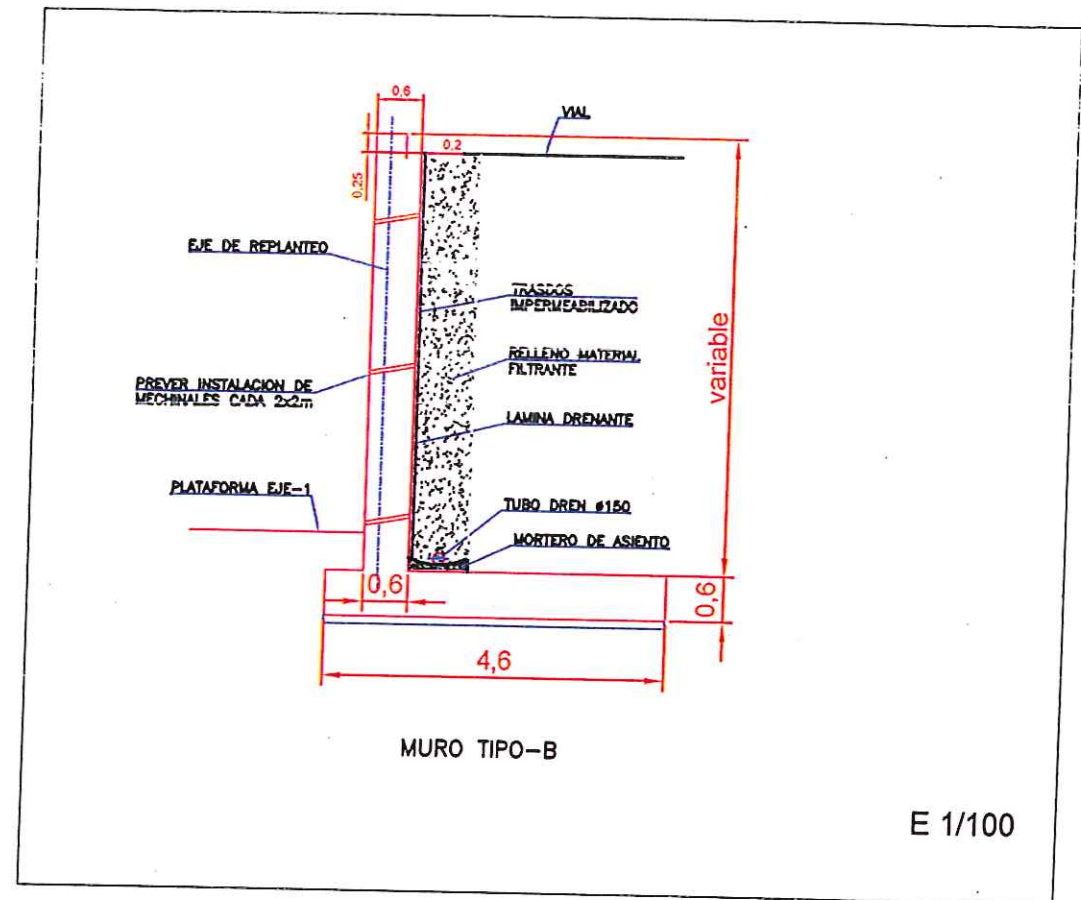 0,6
VIAL
0,2
0,25
EJE DE REPLANTEO
TRASDOS
IMPERMEABILIZADO
variable
RELLENO MATERIAL
FILTRANTE
PREVER INSTALACION DE
MECHINALES CADA 2x2m
LAMINA DRENANTE
PLATAFORMA EJE-1
TUBO DREN ø150
MORTERO DE ASIENTO
0,6
0,6
4,6
MURO TIPO-B
E 1/100